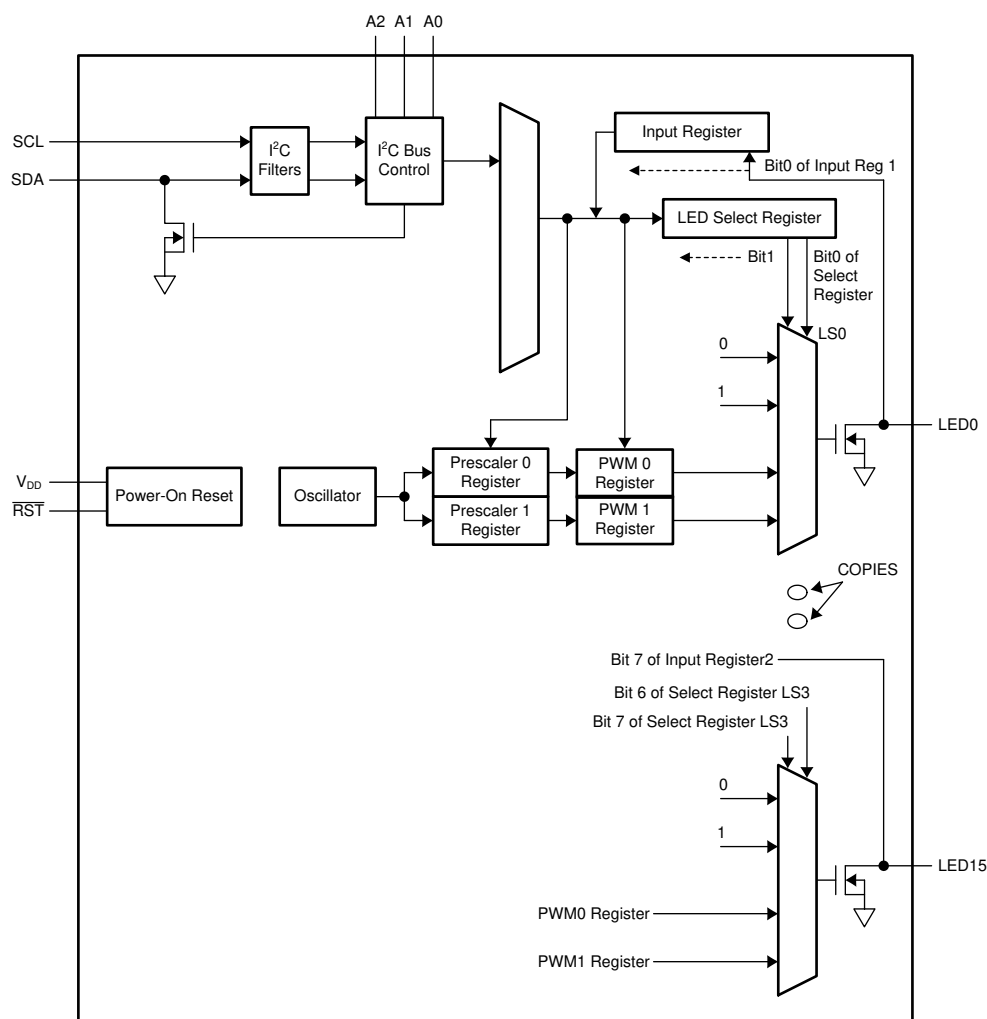 A2 A1 A0
SCL
SDA
I²C
Filters
I²C Bus
Control
Input Register
Bit0 of Input Reg 1
LED Select Register
Bit1
Bit0 of
Select
Register
LS0
0
1
LED0
V_DD
RST
Power-On Reset
Oscillator
Prescaler 0
Register
Prescaler 1
Register
PWM 0
Register
PWM 1
Register
COPIES
Bit 7 of Input Register2
Bit 6 of Select Register LS3
Bit 7 of Select Register LS3
0
1
LED15
PWM0 Register
PWM1 Register